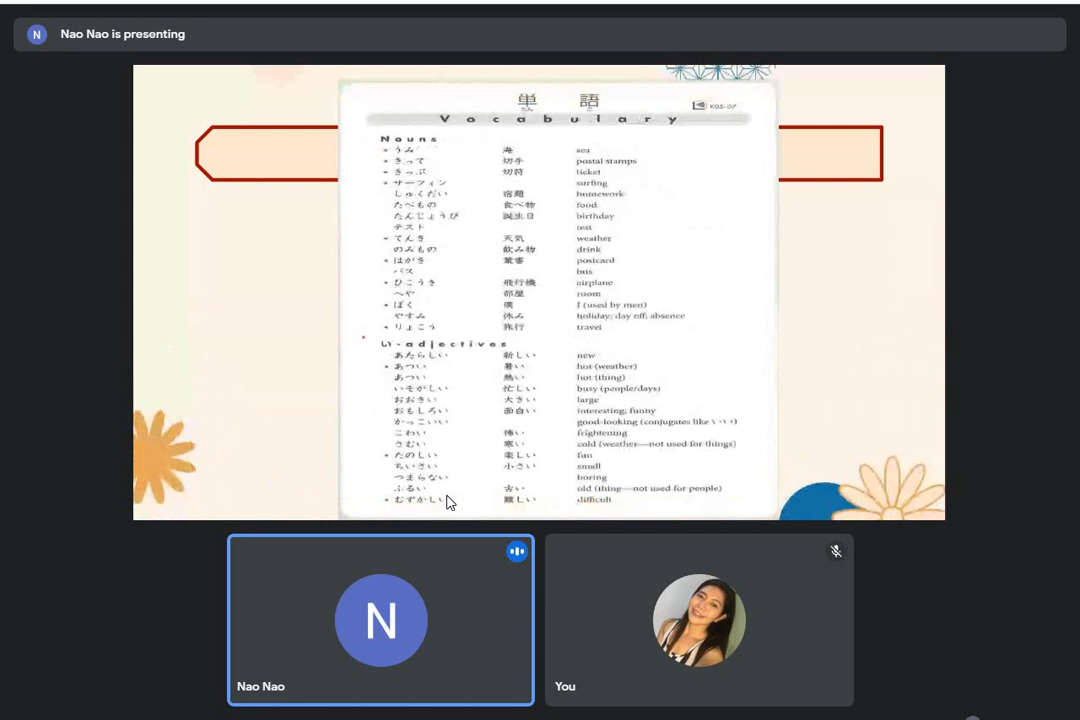 N Nao Nao is presenting
単語
たん ご
K03-07
Vocabulary
Nouns
* うみ 海 sea
* きって 切手 postal stamps
* きっぷ 切符 ticket
* サーフィン surfing
しゅくだい 宿題 homework
たべもの 食べ物 food
たんじょうび 誕生日 birthday
テスト test
* てんき 天気 weather
のみもの 飲み物 drink
* はがき 葉書 postcard
バス bus
* ひこうき 飛行機 airplane
へや 部屋 room
* ぼく 僕 I (used by men)
やすみ 休み holiday; day off; absence
* りょこう 旅行 travel
い-adjectives
あたらしい 新しい new
* あつい 暑い hot (weather)
あつい 熱い hot (thing)
いそがしい 忙しい busy (people/days)
おおきい 大きい large
おもしろい 面白い interesting; funny
かっこいい good-looking (conjugates like いい)
こわい 怖い frightening
さむい 寒い cold (weather—not used for things)
* たのしい 楽しい fun
ちいさい 小さい small
つまらない boring
ふるい 古い old (thing—not used for people)
* むずかしい 難しい difficult
N
Nao Nao
You